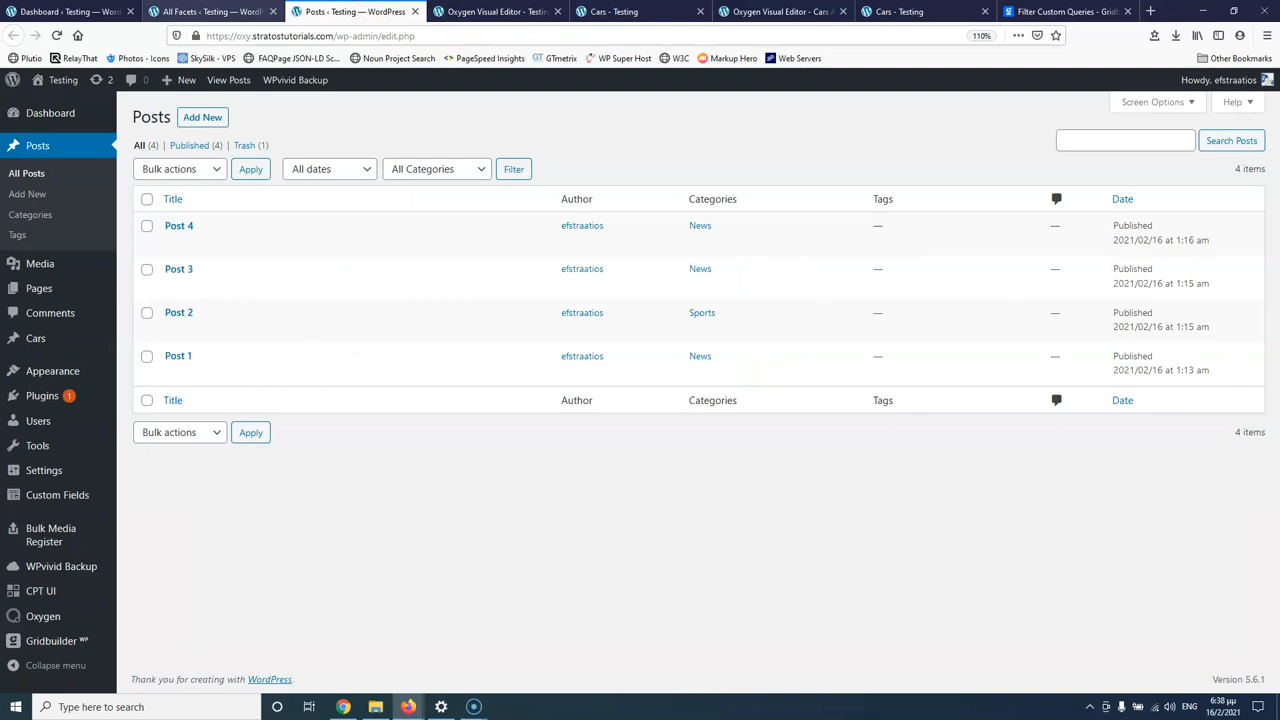 Dashboard ‹ Testing — WordPre
All Facets ‹ Testing — WordPr
Posts ‹ Testing — WordPress
Oxygen Visual Editor - Testin
Cars - Testing
Oxygen Visual Editor - Cars A
Cars - Testing
Filter Custom Queries - Gridb
https://oxy.stratostutorials.com/wp-admin/edit.php
110%
Plutio
RelayThat
Photos - Icons
SkySilk - VPS
FAQPage JSON-LD Sc...
Noun Project Search
PageSpeed Insights
GTmetrix
WP Super Host
W3C
Markup Hero
Web Servers
Other Bookmarks
Testing
2
0
New
View Posts
WPvivid Backup
Howdy, efstraatios
Dashboard
Posts
All Posts
Add New
Categories
Tags
Media
Pages
Comments
Cars
Appearance
Plugins 1
Users
Tools
Settings
Custom Fields
Bulk Media
Register
WPvivid Backup
CPT UI
Oxygen
Gridbuilder WP
Collapse menu
Posts
Add New
Screen Options
Help
All (4) | Published (4) | Trash (1)
Search Posts
Bulk actions
Apply
All dates
All Categories
Filter
4 items
Title Author Categories Tags Date
Post 4 efstraatios News — — Published
2021/02/16 at 1:16 am
Post 3 efstraatios News — — Published
2021/02/16 at 1:15 am
Post 2 efstraatios Sports — — Published
2021/02/16 at 1:15 am
Post 1 efstraatios News — — Published
2021/02/16 at 1:13 am
Title Author Categories Tags Date
Bulk actions
Apply
4 items
Thank you for creating with WordPress.
Version 5.6.1
Type here to search
6:38 μμ
16/2/2021